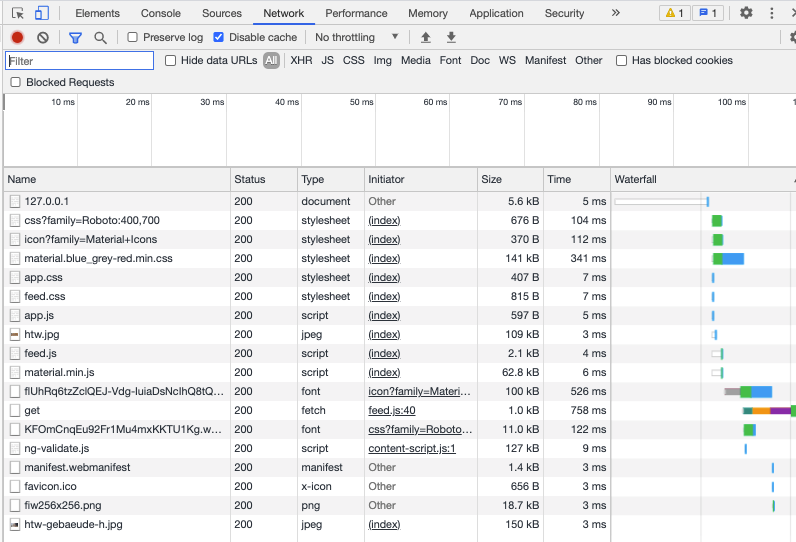 Elements Console Sources Network Performance Memory Application Security » 1 1
Preserve log Disable cache No throttling
Filter Hide data URLs All XHR JS CSS Img Media Font Doc WS Manifest Other Has blocked cookies
Blocked Requests
10 ms 20 ms 30 ms 40 ms 50 ms 60 ms 70 ms 80 ms 90 ms 100 ms
Name Status Type Initiator Size Time Waterfall
127.0.0.1 200 document Other 5.6 kB 5 ms
css?family=Roboto:400,700 200 stylesheet (index) 676 B 104 ms
icon?family=Material+Icons 200 stylesheet (index) 370 B 112 ms
material.blue_grey-red.min.css 200 stylesheet (index) 141 kB 341 ms
app.css 200 stylesheet (index) 407 B 7 ms
feed.css 200 stylesheet (index) 815 B 7 ms
app.js 200 script (index) 597 B 5 ms
htw.jpg 200 jpeg (index) 109 kB 3 ms
feed.js 200 script (index) 2.1 kB 4 ms
material.min.js 200 script (index) 62.8 kB 6 ms
200 font icon?family=Materi... 100 kB 526 ms
get 200 fetch feed.js:40 1.0 kB 758 ms
KFOmCnqEu92Fr1Mu4mxKKTU1Kg.w... 200 font css?family=Roboto... 11.0 kB 122 ms
ng-validate.js 200 script content-script.js:1 127 kB 9 ms
manifest.webmanifest 200 manifest Other 1.4 kB 3 ms
favicon.ico 200 x-icon Other 656 B 3 ms
fiw256x256.png 200 png Other 18.7 kB 3 ms
htw-gebaeude-h.jpg 200 jpeg (index) 150 kB 3 ms